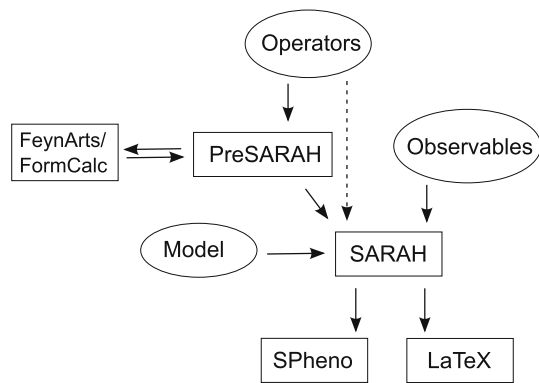 Operators
FeynArts/
FormCalc
PreSARAH
Observables
Model
SARAH
SPheno
LaTeX